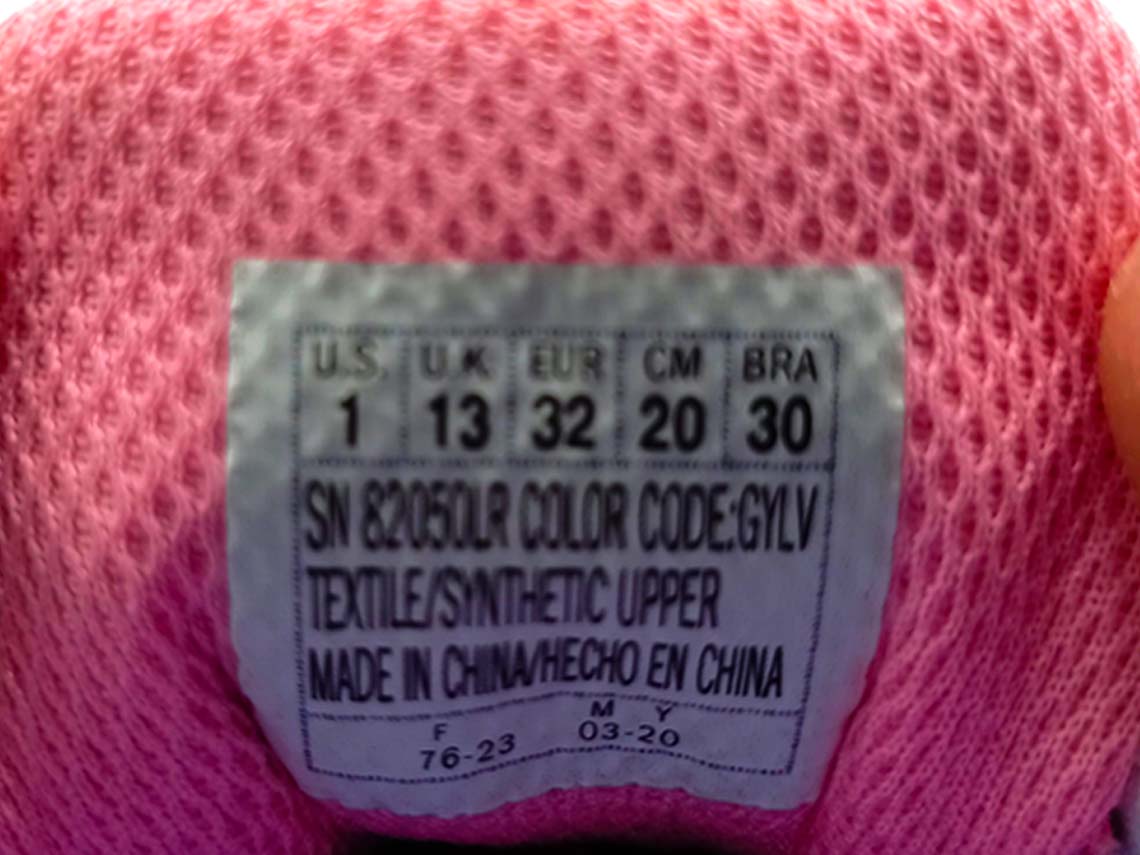 U.S. U.K EUR CM BRA
1 13 32 20 30
SN 82050LR COLOR CODE:GYLV
TEXTILE/SYNTHETIC UPPER
MADE IN CHINA/HECHO EN CHINA
F M Y
76-23 03-20